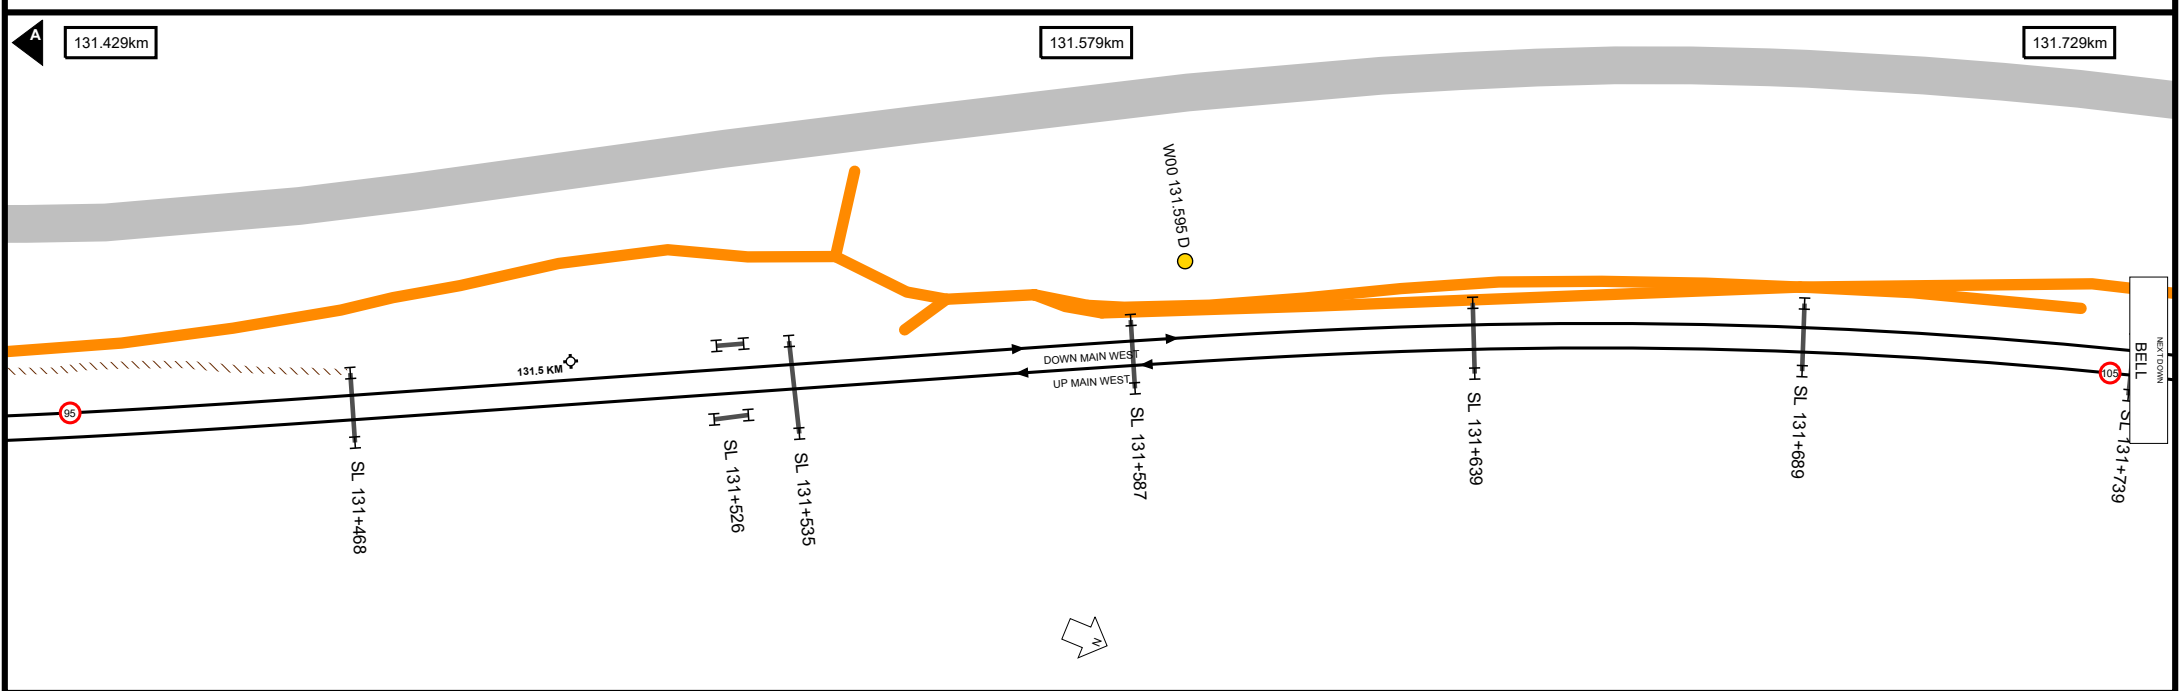 A
131.429km
131.579km
131.729km
W00 131.595 D
131.5 KM
DOWN MAIN WEST
UP MAIN WEST
95
105
NEXT DOWN
BELL
SL 131+468
SL 131+526
SL 131+535
SL 131+587
SL 131+639
SL 131+689
SL 131+739
N